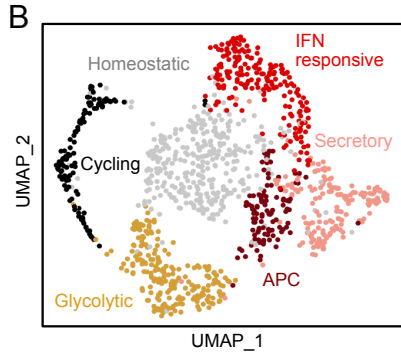 B
IFN
responsive
Homeostatic
Secretory
Cycling
APC
Glycolytic
UMAP_2
UMAP_1